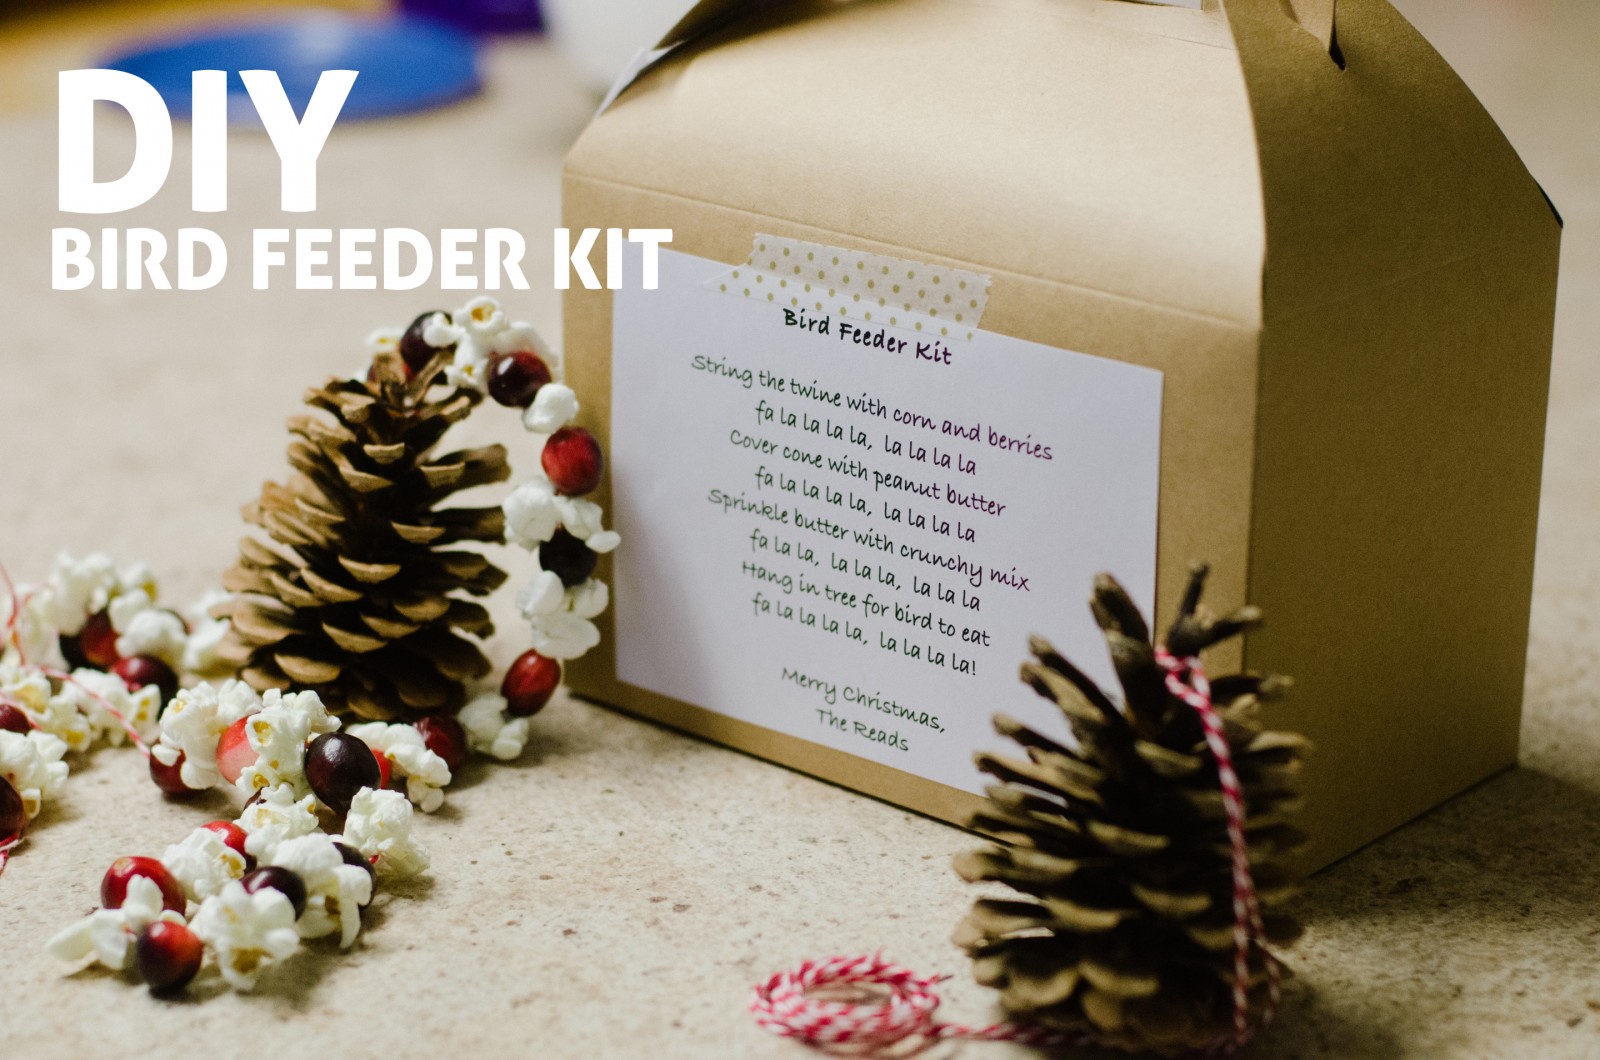 DIY
BIRD FEEDER KIT
Bird Feeder Kit
String the twine with corn and berries
fa la la la la, la la la la
Cover cone with peanut butter
fa la la la la, la la la la
Sprinkle butter with crunchy mix
fa la la, la la la, la la la
Hang in tree for bird to eat
fa la la la la, la la la la!
Merry Christmas,
The Reads